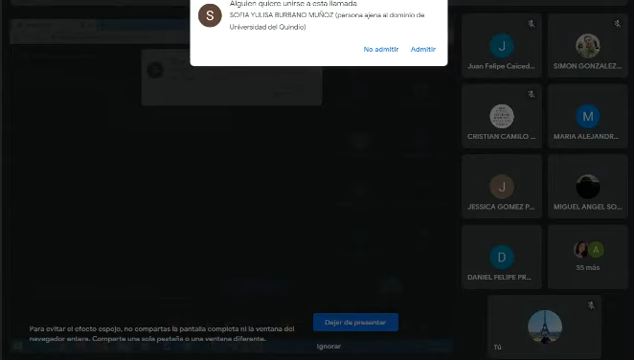 Alguien quiere unirse a esta llamada
SOFIA YULISA BURBANO MUÑOZ (persona ajena al dominio de
Universidad del Quindío)
No admitir
Admitir
S
J
Juan Felipe Caiced...
SIMON GONZALEZ...
CRISTIAN CAMILO ...
M
MARIA ALEJANDR...
J
JESSICA GOMEZ P...
MIGUEL ANGEL SO...
D
DANIEL FELIPE PR...
A
55 más
Tú
Para evitar el efecto espejo, no compartas la pantalla completa ni la ventana del
navegador entera. Comparte una sola pestaña o una ventana diferente.
Dejar de presentar
Ignorar